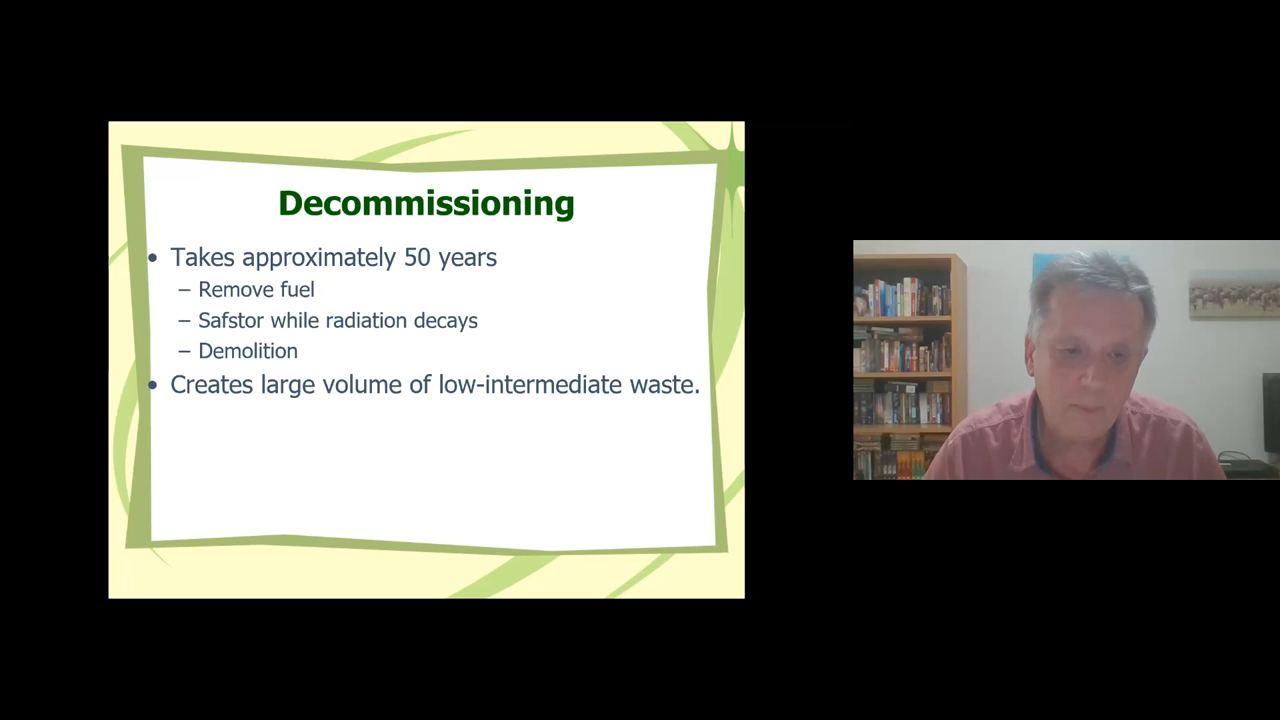 Decommissioning
• Takes approximately 50 years
– Remove fuel
– Safstor while radiation decays
– Demolition
• Creates large volume of low-intermediate waste.